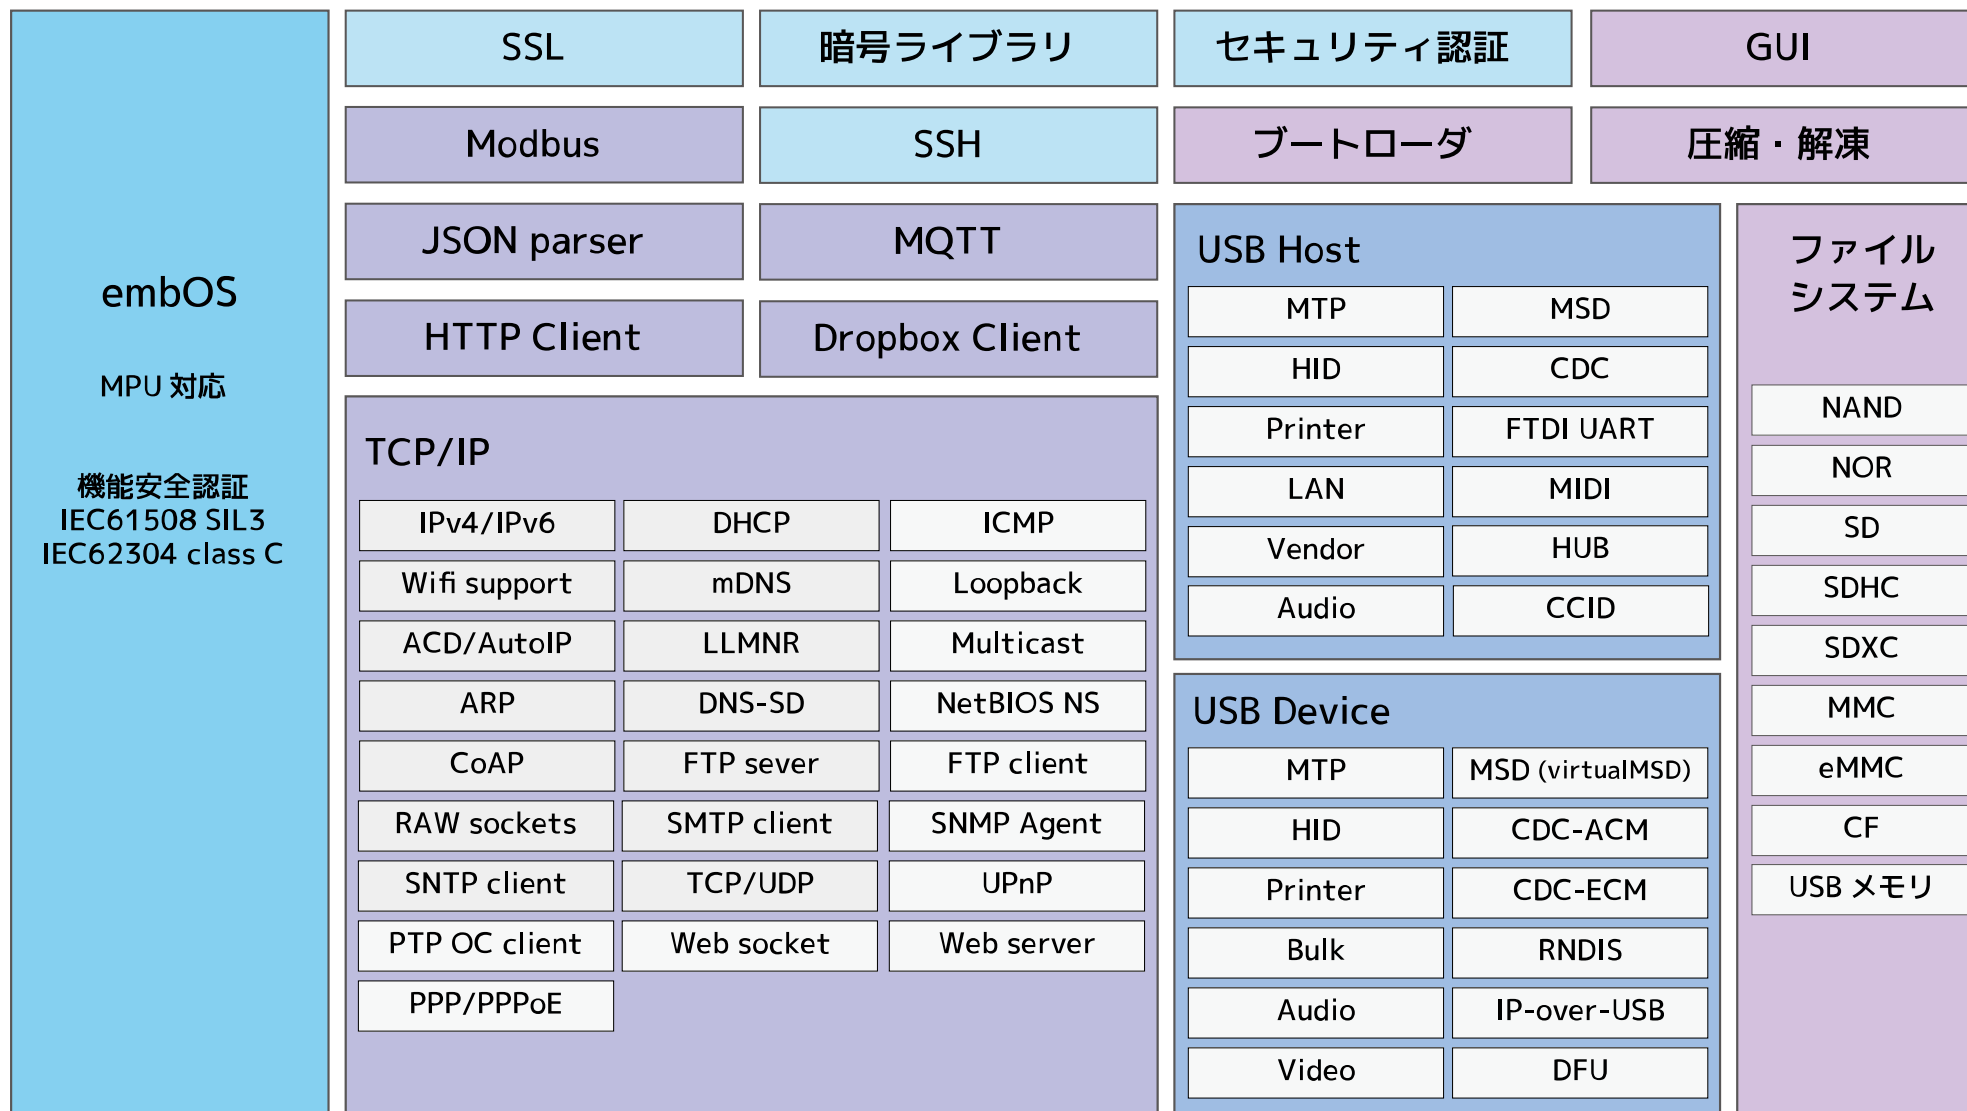 embOS
MPU 対応
機能安全認証
IEC61508 SIL3
IEC62304 class C
SSL
暗号ライブラリ
セキュリティ認証
GUI
Modbus
SSH
ブートローダ
圧縮・解凍
JSON parser
MQTT
HTTP Client
Dropbox Client
TCP/IP
IPv4/IPv6
DHCP
ICMP
Wifi support
mDNS
Loopback
ACD/AutoIP
LLMNR
Multicast
ARP
DNS-SD
NetBIOS NS
CoAP
FTP sever
FTP client
RAW sockets
SMTP client
SNMP Agent
SNTP client
TCP/UDP
UPnP
PTP OC client
Web socket
Web server
PPP/PPPoE
USB Host
MTP
MSD
HID
CDC
Printer
FTDI UART
LAN
MIDI
Vendor
HUB
Audio
CCID
USB Device
MTP
MSD (virtualMSD)
HID
CDC-ACM
Printer
CDC-ECM
Bulk
RNDIS
Audio
IP-over-USB
Video
DFU
ファイル
システム
NAND
NOR
SD
SDHC
SDXC
MMC
eMMC
CF
USB メモリ